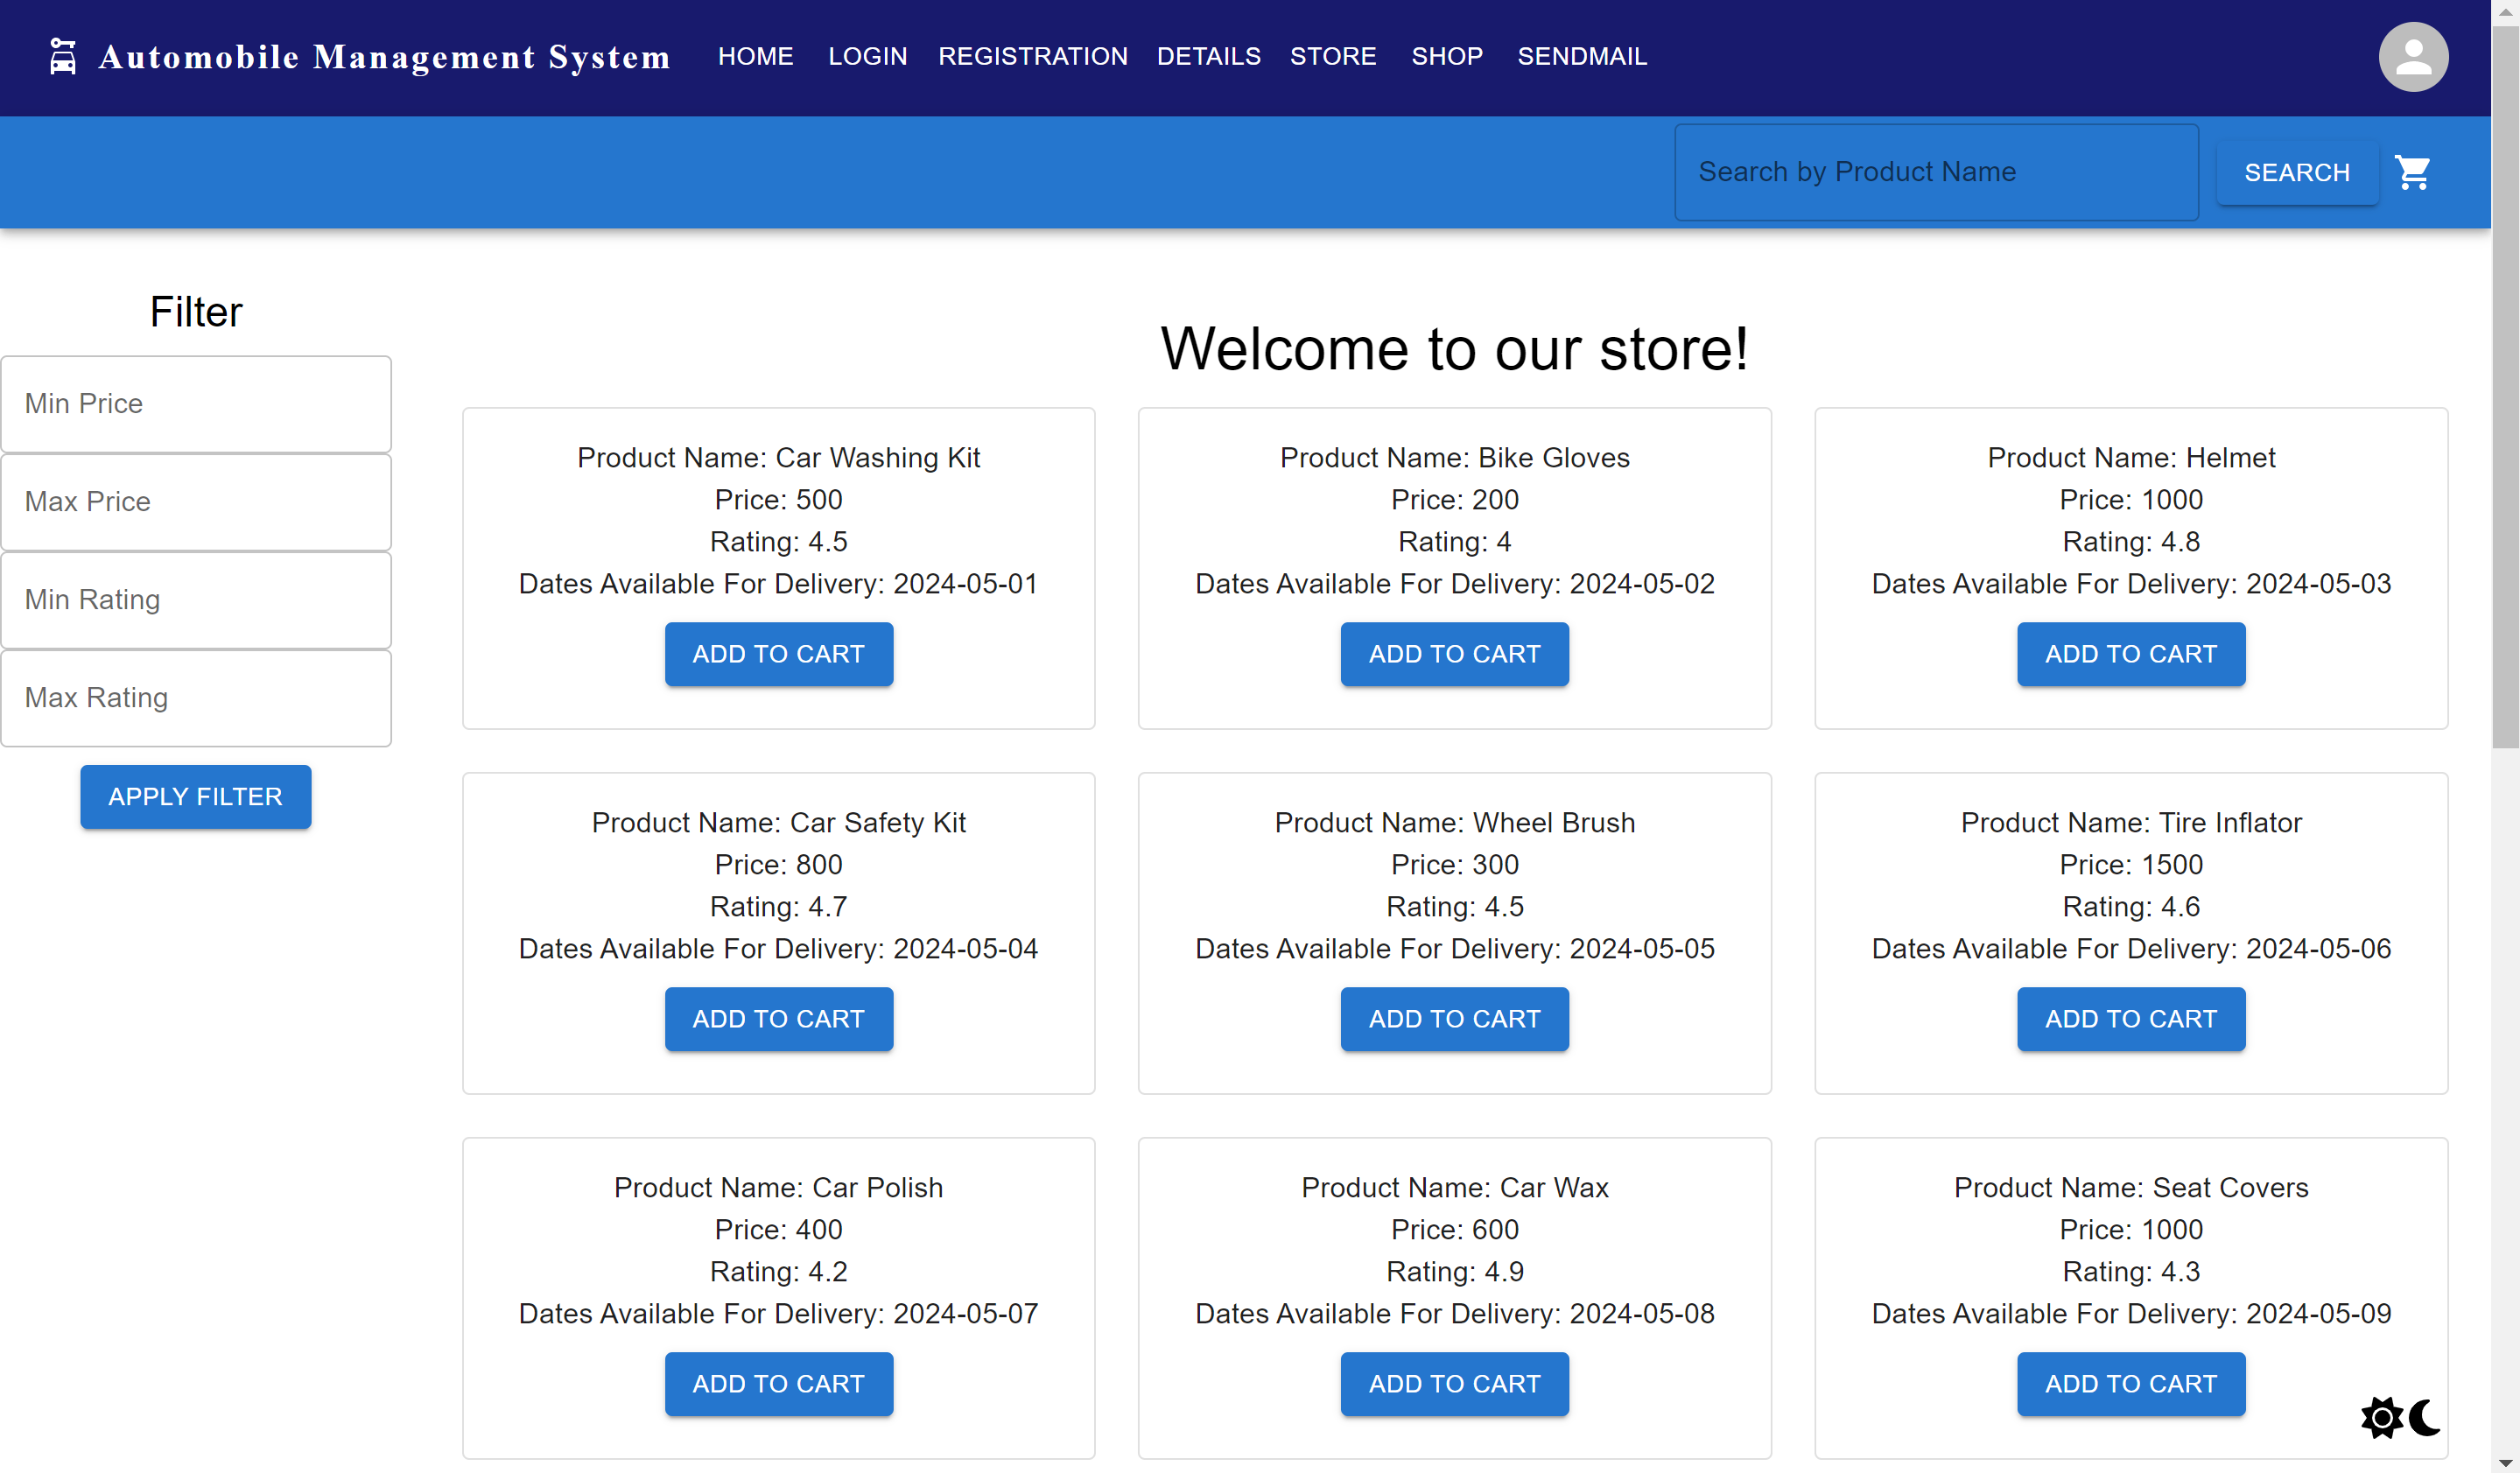 Automobile Management System HOME LOGIN REGISTRATION DETAILS STORE SHOP SENDMAIL
Search by Product Name SEARCH
Filter
Min Price
Max Price
Min Rating
Max Rating
APPLY FILTER
Welcome to our store!
Product Name: Car Washing Kit
Price: 500
Rating: 4.5
Dates Available For Delivery: 2024-05-01
ADD TO CART
Product Name: Bike Gloves
Price: 200
Rating: 4
Dates Available For Delivery: 2024-05-02
ADD TO CART
Product Name: Helmet
Price: 1000
Rating: 4.8
Dates Available For Delivery: 2024-05-03
ADD TO CART
Product Name: Car Safety Kit
Price: 800
Rating: 4.7
Dates Available For Delivery: 2024-05-04
ADD TO CART
Product Name: Wheel Brush
Price: 300
Rating: 4.5
Dates Available For Delivery: 2024-05-05
ADD TO CART
Product Name: Tire Inflator
Price: 1500
Rating: 4.6
Dates Available For Delivery: 2024-05-06
ADD TO CART
Product Name: Car Polish
Price: 400
Rating: 4.2
Dates Available For Delivery: 2024-05-07
ADD TO CART
Product Name: Car Wax
Price: 600
Rating: 4.9
Dates Available For Delivery: 2024-05-08
ADD TO CART
Product Name: Seat Covers
Price: 1000
Rating: 4.3
Dates Available For Delivery: 2024-05-09
ADD TO CART